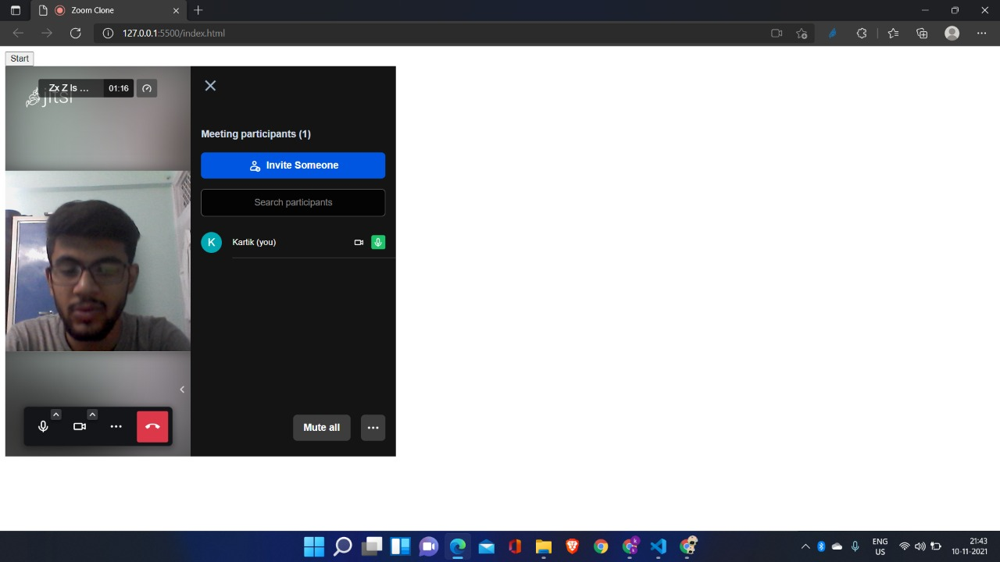 Zoom Clone
127.0.0.1:5500/index.html
Start
Zx Z Is ...
01:16
jitsi
Meeting participants (1)
Invite Someone
Search participants
K
Kartik (you)
Mute all
ENG
US
21:43
10-11-2021